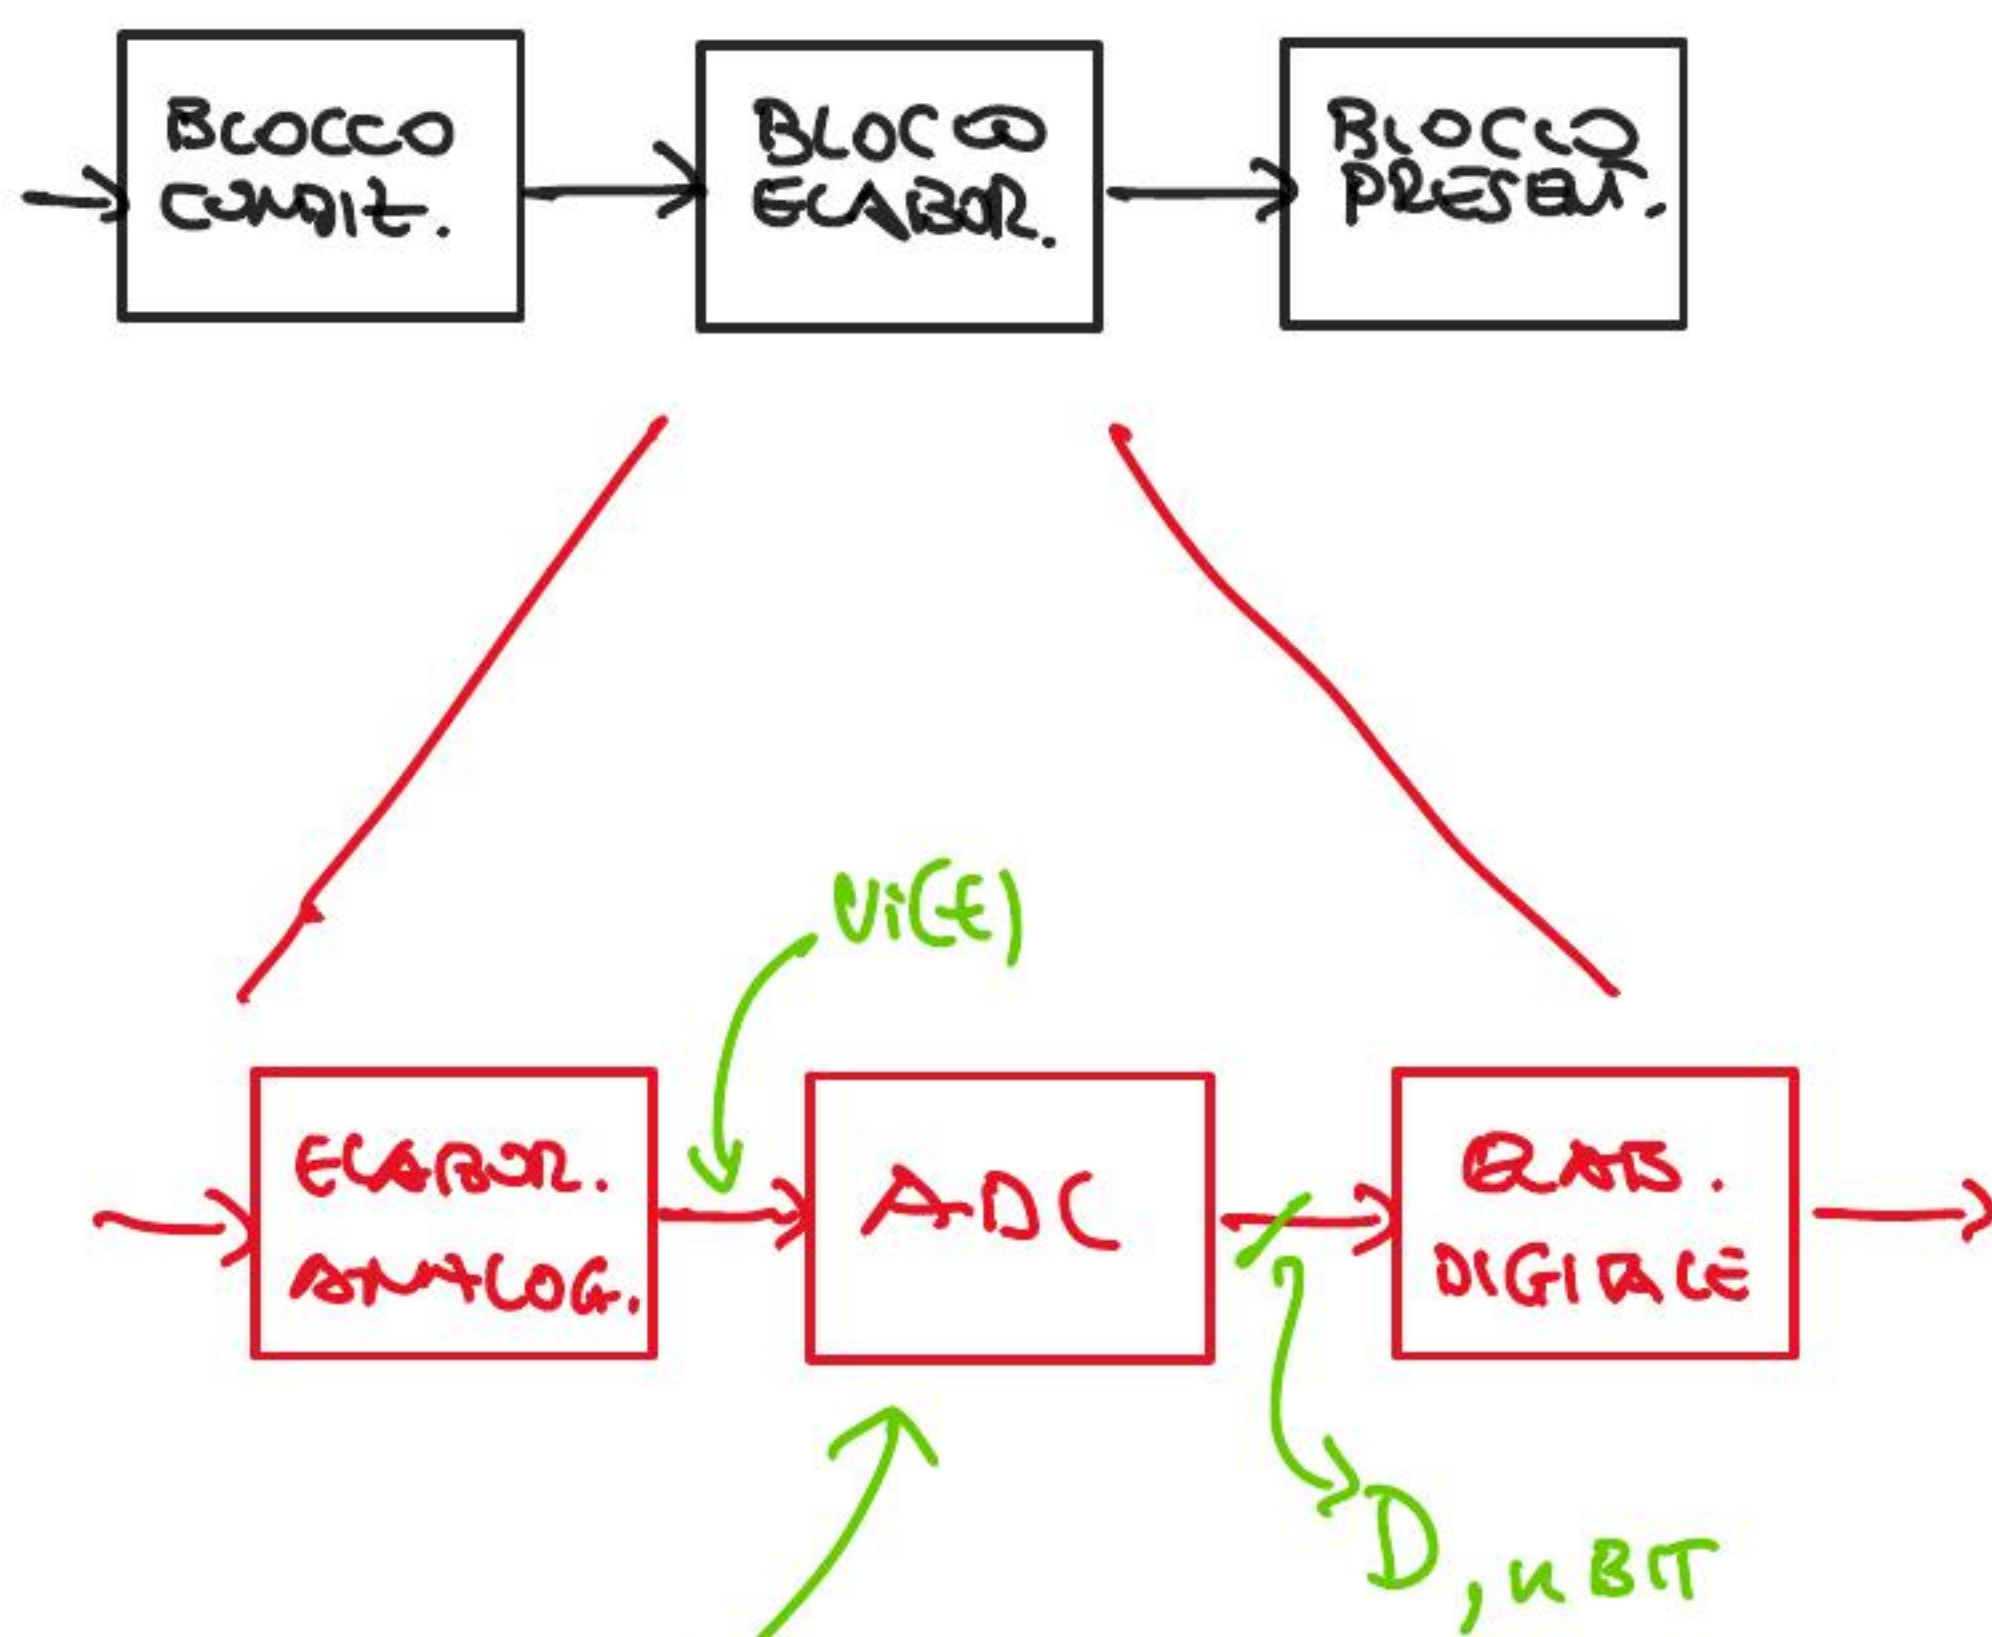 BLOCCO
CONDIZ.
BLOCCO
ELABOR.
BLOCCO
PRESENT.
Vi(t)
ELABOR.
ANALOG.
ADC
ELAB.
DIGITALE
D, n BIT